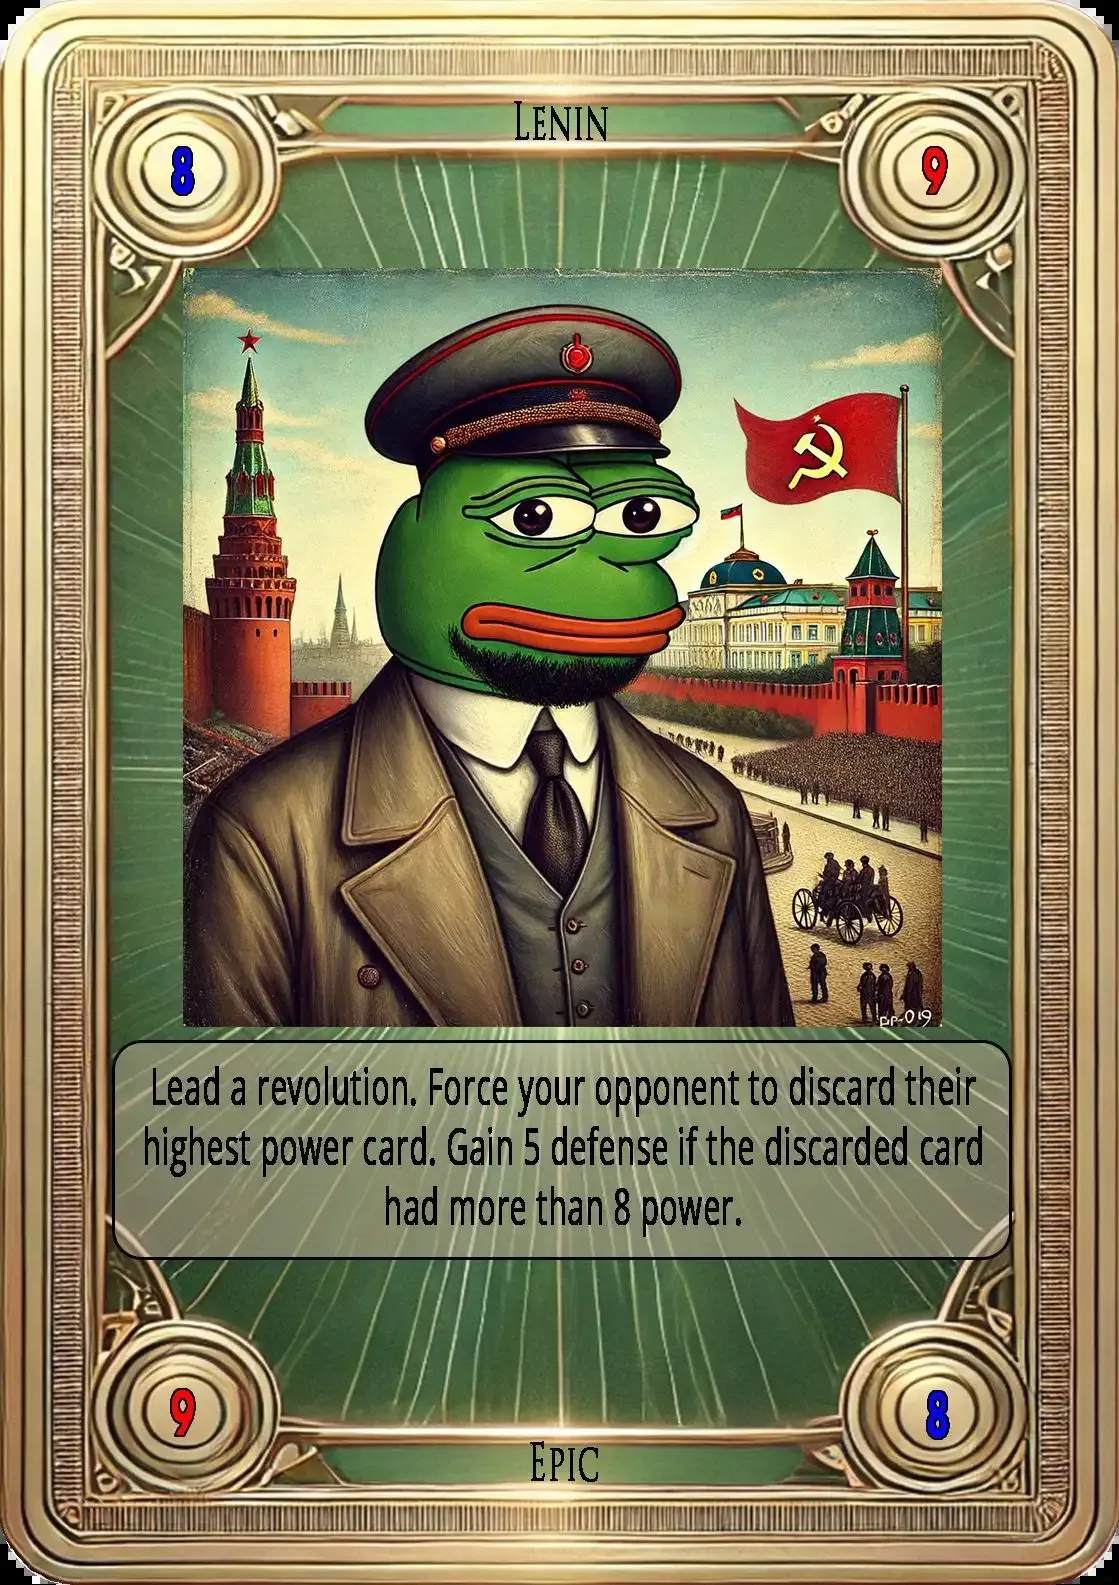 Lenin
8
9
Lead a revolution. Force your opponent to discard their
highest power card. Gain 5 defense if the discarded card
had more than 8 power.
9
8
Epic